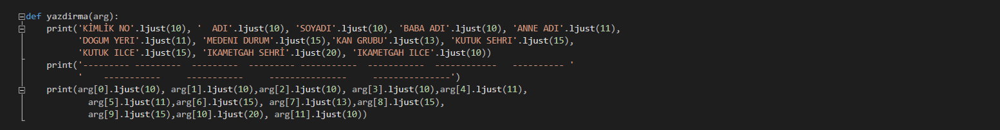 def yazdirma(arg):
    print('KİMLİK NO'.ljust(10), '  ADI'.ljust(10), 'SOYADI'.ljust(10), 'BABA ADI'.ljust(10), 'ANNE ADI'.ljust(11),
          'DOGUM YERI'.ljust(11), 'MEDENI DURUM'.ljust(15),'KAN GRUBU'.ljust(13), 'KUTUK SEHRI'.ljust(15),
          'KUTUK ILCE'.ljust(15), 'IKAMETGAH SEHRİ'.ljust(20), 'IKAMETGAH ILCE'.ljust(10))
    print('--------- ---------  ---------  --------- -----------  -----------  ------------   ---------- '
          '    -----------     -----------     ---------------     ---------------')
    print(arg[0].ljust(10), arg[1].ljust(10),arg[2].ljust(10), arg[3].ljust(10),arg[4].ljust(11),
            arg[5].ljust(11),arg[6].ljust(15), arg[7].ljust(13),arg[8].ljust(15),
            arg[9].ljust(15),arg[10].ljust(20), arg[11].ljust(10))